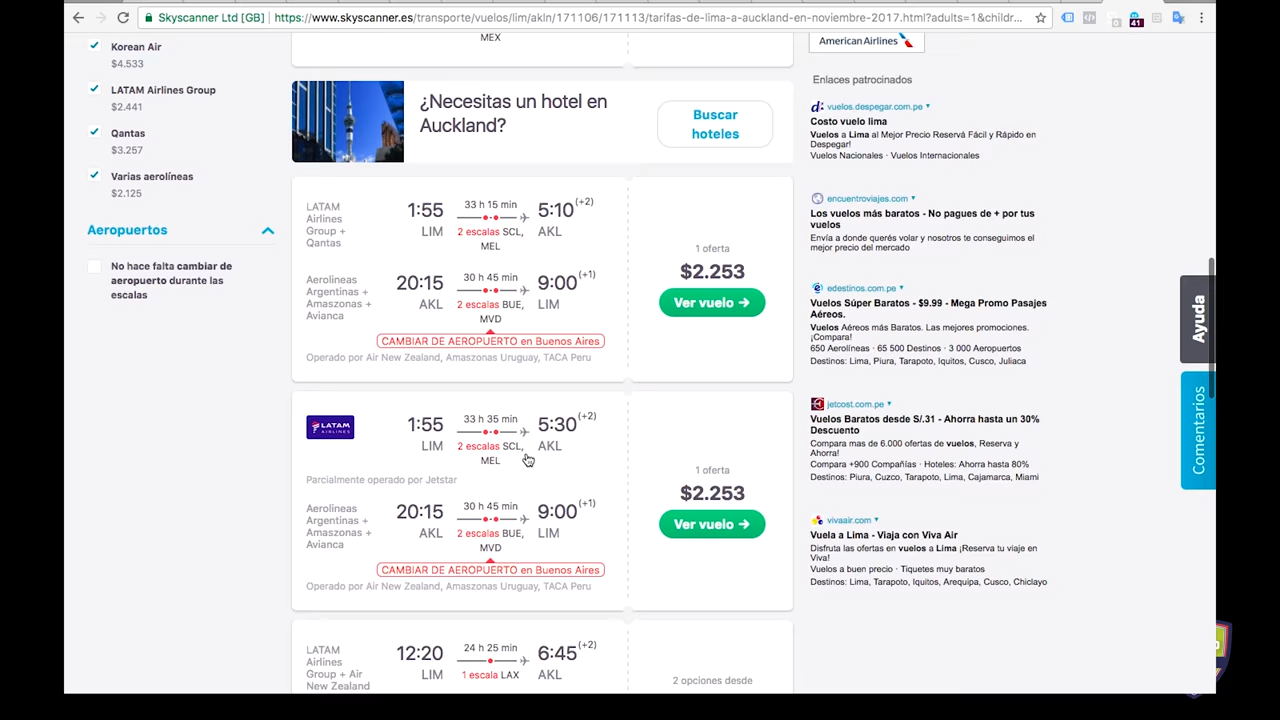 Skyscanner Ltd [GB]
https://www.skyscanner.es/transporte/vuelos/lim/akln/171106/171113/tarifas-de-lima-a-auckland-en-noviembre-2017.html?adults=1&childr...
41
Korean Air
$4.533
LATAM Airlines Group
$2.441
Qantas
$3.257
Varias aerolíneas
$2.125
Aeropuertos
No hace falta cambiar de
aeropuerto durante las
escalas
MEX
¿Necesitas un hotel en
Auckland?
Buscar
hoteles
LATAM
Airlines
Group +
Qantas
1:55
LIM
33 h 15 min
2 escalas SCL,
MEL
5:10 (+2)
AKL
Aerolineas
Argentinas +
Amaszonas +
Avianca
20:15
AKL
30 h 45 min
2 escalas BUE,
MVD
9:00 (+1)
LIM
CAMBIAR DE AEROPUERTO en Buenos Aires
Operado por Air New Zealand, Amaszonas Uruguay, TACA Peru
1 oferta
$2.253
Ver vuelo →
LATAM
AIRLINES
1:55
LIM
33 h 35 min
2 escalas SCL,
MEL
5:30 (+2)
AKL
Parcialmente operado por Jetstar
Aerolineas
Argentinas +
Amaszonas +
Avianca
20:15
AKL
30 h 45 min
2 escalas BUE,
MVD
9:00 (+1)
LIM
CAMBIAR DE AEROPUERTO en Buenos Aires
Operado por Air New Zealand, Amaszonas Uruguay, TACA Peru
1 oferta
$2.253
Ver vuelo →
LATAM
Airlines
Group + Air
New Zealand
12:20
LIM
24 h 25 min
1 escala LAX
6:45 (+2)
AKL
2 opciones desde
AmericanAirlines
Enlaces patrocinados
vuelos.despegar.com.pe
Costo vuelo lima
Vuelos a Lima al Mejor Precio Reservá Fácil y Rápido en
Despegar!
Vuelos Nacionales · Vuelos Internacionales
encuentroviajes.com
Los vuelos más baratos - No pagues de + por tus
vuelos
Envía a donde querés volar y nosotros te conseguimos el
mejor precio del mercado
edestinos.com.pe
Vuelos Súper Baratos - $9.99 - Mega Promo Pasajes
Aéreos.
Vuelos Aéreos más Baratos. Las mejores promociones.
¡Compara!
650 Aerolíneas · 65 500 Destinos · 3 000 Aeropuertos
Destinos: Lima, Piura, Tarapoto, Iquitos, Cusco, Juliaca
jetcost.com.pe
Vuelos Baratos desde S/.31 - Ahorra hasta un 30%
Descuento
Compara mas de 6.000 ofertas de vuelos, Reserva y
Ahorra!
Compara +900 Compañías · Hoteles: Ahorra hasta 80%
Destinos: Piura, Cuzco, Tarapoto, Lima, Cajamarca, Miami
vivaair.com
Vuela a Lima - Viaja con Viva Air
Disfruta las ofertas en vuelos a Lima ¡Reserva tu viaje en
Viva!
Vuelos a buen precio · Tiquetes muy baratos
Destinos: Lima, Tarapoto, Iquitos, Arequipa, Cusco, Chiclayo
Ayuda
Comentarios